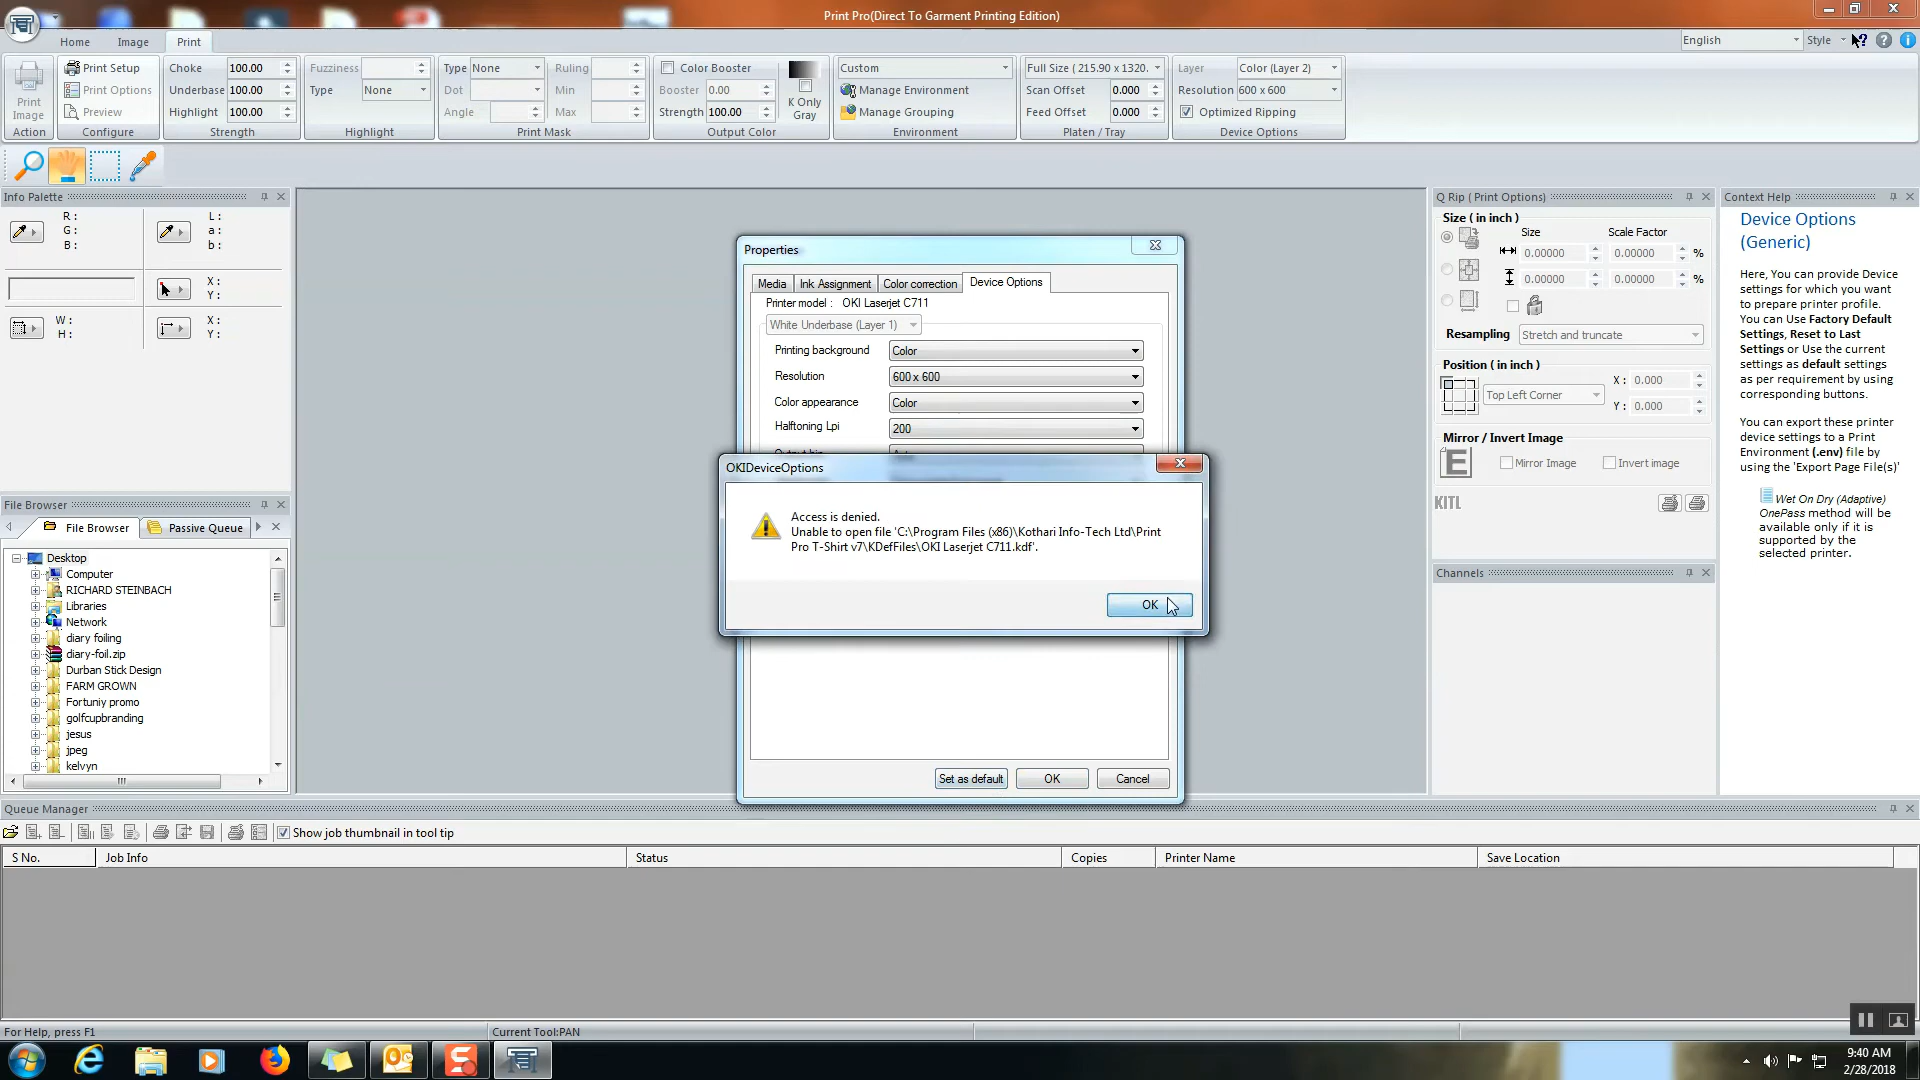 Print Pro(Direct To Garment Printing Edition)
Home Image Print
English Style
Print Image
Action
Print Setup
Print Options
Preview
Configure
Choke 100.00
Underbase 100.00
Highlight 100.00
Strength
Fuzziness
Type None
Highlight
Type None Ruling
Dot Min
Angle Max
Print Mask
Color Booster
Booster 0.00
Strength 100.00
K Only Gray
Output Color
Custom
Manage Environment
Manage Grouping
Environment
Full Size ( 215.90 x 1320.
Scan Offset 0.000
Feed Offset 0.000
Platen / Tray
Layer Color (Layer 2)
Resolution 600 x 600
Optimized Ripping
Device Options
Info Palette
R :
G :
B :
L :
a :
b :
X :
Y :
W :
H :
X :
Y :
File Browser
File Browser Passive Queue
Desktop
Computer
RICHARD STEINBACH
Libraries
Network
diary foiling
diary-foil.zip
Durban Stick Design
FARM GROWN
Fortuniy promo
golfcupbranding
jesus
jpeg
kelvyn
Properties
Media Ink Assignment Color correction Device Options
Printer model : OKI Laserjet C711
White Underbase (Layer 1)
Printing background Color
Resolution 600 x 600
Color appearance Color
Halftoning Lpi 200
OKIDeviceOptions
Access is denied.
Unable to open file 'C:\Program Files (x86)\Kothari Info-Tech Ltd\Print
Pro T-Shirt v7\KDefFiles\OKI Laserjet C711.kdf'.
OK
Set as default OK Cancel
Q Rip ( Print Options)
Size ( in inch )
Size Scale Factor
0.00000 0.00000 %
0.00000 0.00000 %
Resampling Stretch and truncate
Position ( in inch )
Top Left Corner
X : 0.000
Y : 0.000
Mirror / Invert Image
E Mirror Image Invert image
KITL
Channels
Context Help
Device Options
(Generic)
Here, You can provide Device
settings for which you want
to prepare printer profile.
You can Use Factory Default
Settings, Reset to Last
Settings or Use the current
settings as default settings
as per requirement by using
corresponding buttons.
You can export these printer
device settings to a Print
Environment (.env) file by
using the 'Export Page File(s)'
Wet On Dry (Adaptive)
OnePass method will be
available only if it is
supported by the
selected printer.
Queue Manager
Show job thumbnail in tool tip
S No. Job Info Status Copies Printer Name Save Location
For Help, press F1 Current Tool:PAN
9:40 AM
2/28/2018